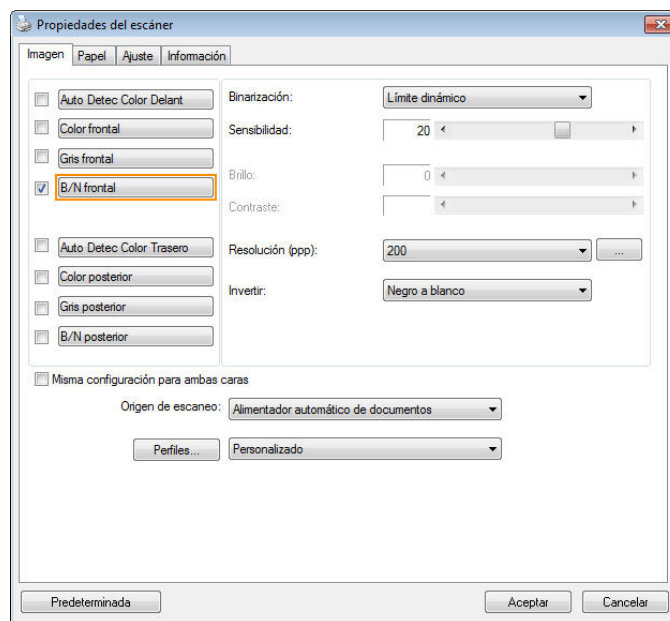 Propiedades del escáner
Imagen Papel Ajuste Información
Auto Detec Color Delant
Color frontal
Gris frontal
B/N frontal
Auto Detec Color Trasero
Color posterior
Gris posterior
B/N posterior
Binarización: Límite dinámico
Sensibilidad: 20
Brillo: 0
Contraste:
Resolución (ppp): 200 ...
Invertir: Negro a blanco
Misma configuración para ambas caras
Origen de escaneo: Alimentador automático de documentos
Perfiles... Personalizado
Predeterminada Aceptar Cancelar